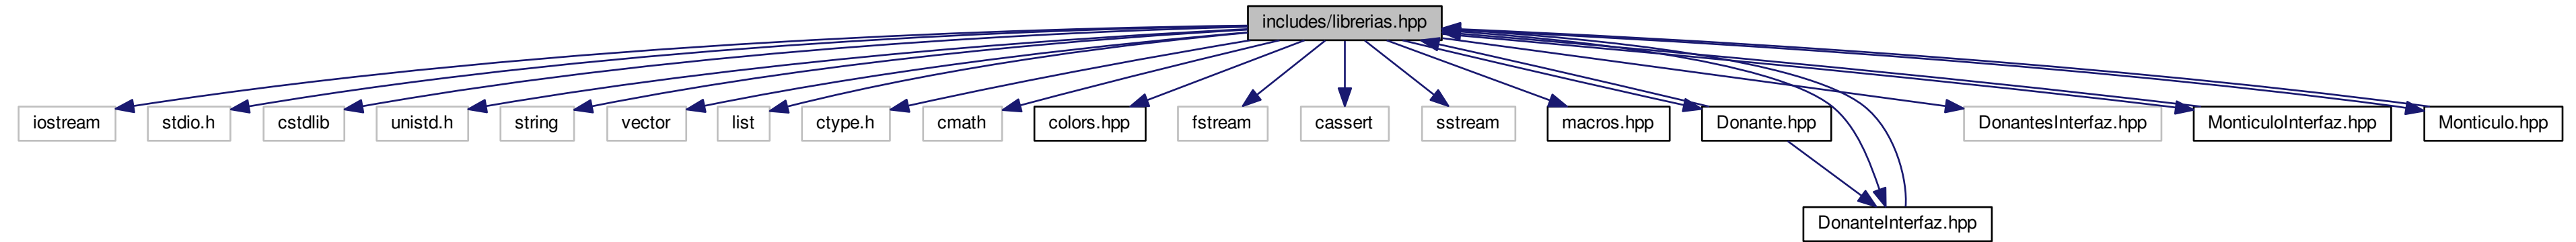 includes/librerias.hpp
iostream
stdio.h
cstdlib
unistd.h
string
vector
list
ctype.h
cmath
colors.hpp
fstream
cassert
sstream
macros.hpp
Donante.hpp
DonantesInterfaz.hpp
MonticuloInterfaz.hpp
Monticulo.hpp
DonanteInterfaz.hpp